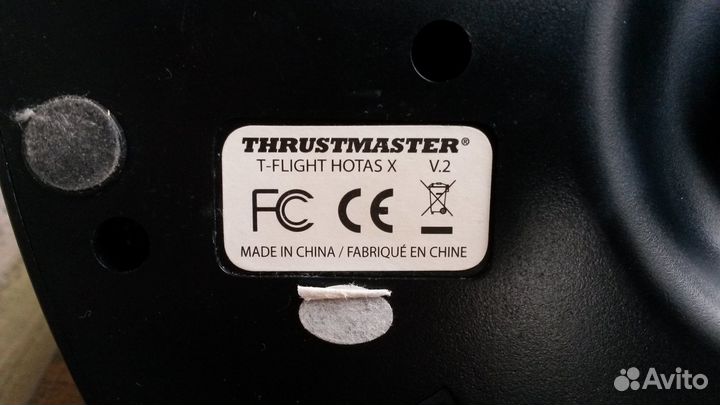 THRUSTMASTER®
T-FLIGHT HOTAS X V.2
FC CE
MADE IN CHINA / FABRIQUÉ EN CHINE
Avito